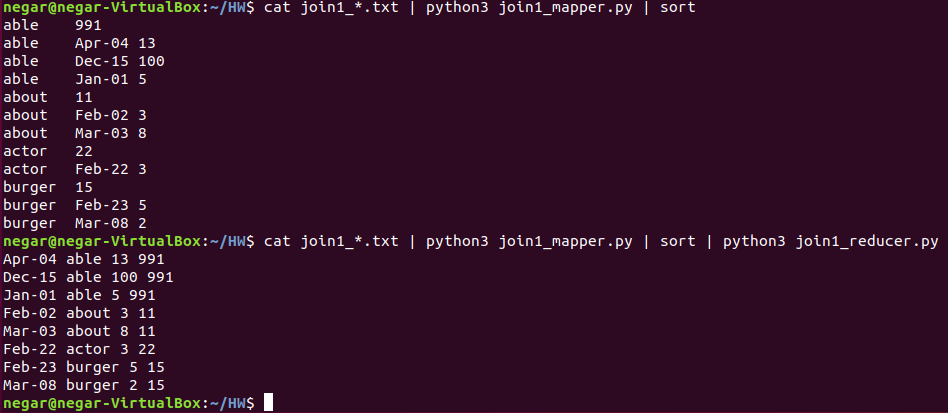 negar@negar-VirtualBox:~/HW$ cat join1_*.txt | python3 join1_mapper.py | sort
able    991
able    Apr-04 13
able    Dec-15 100
able    Jan-01 5
about   11
about   Feb-02 3
about   Mar-03 8
actor   22
actor   Feb-22 3
burger  15
burger  Feb-23 5
burger  Mar-08 2
negar@negar-VirtualBox:~/HW$ cat join1_*.txt | python3 join1_mapper.py | sort | python3 join1_reducer.py
Apr-04 able 13 991
Dec-15 able 100 991
Jan-01 able 5 991
Feb-02 about 3 11
Mar-03 about 8 11
Feb-22 actor 3 22
Feb-23 burger 5 15
Mar-08 burger 2 15
negar@negar-VirtualBox:~/HW$